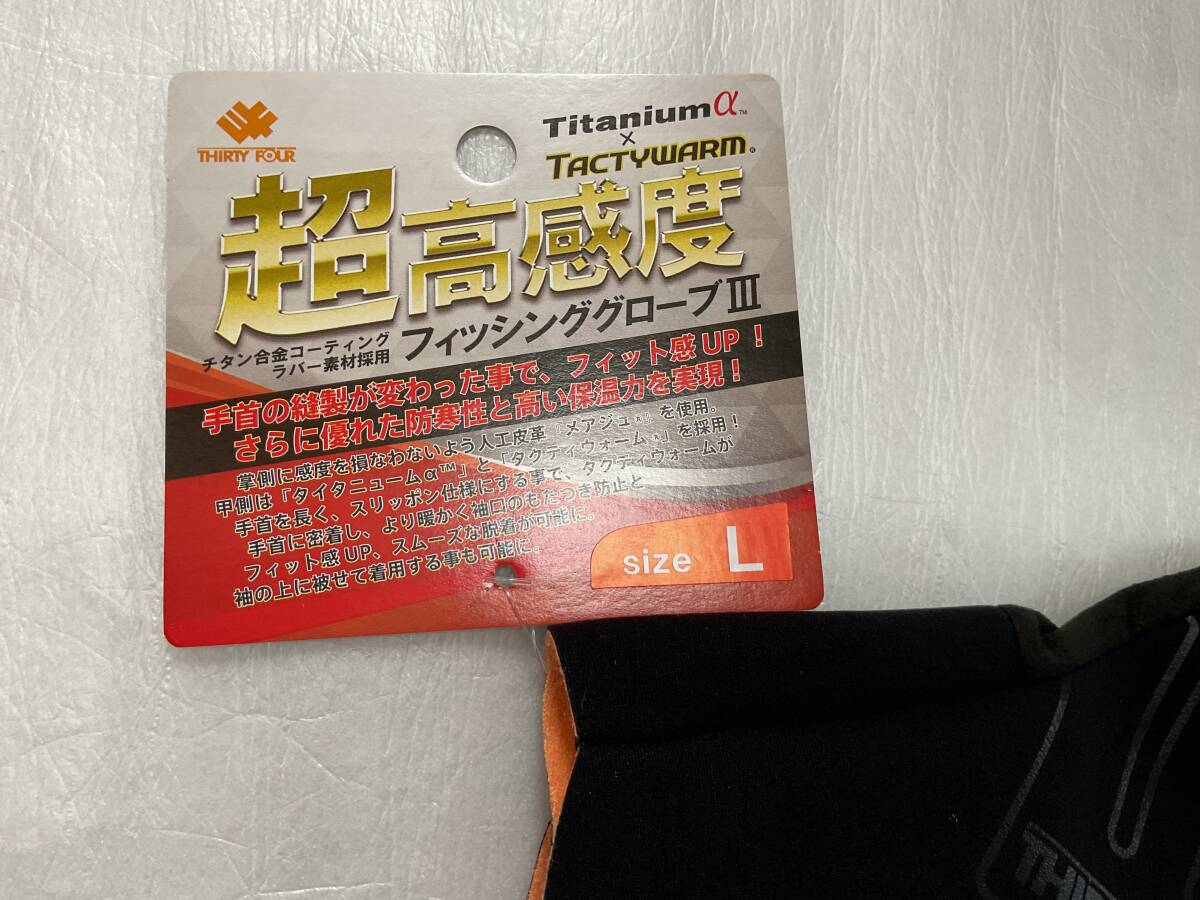 THIRTY FOUR
Titaniumα™
×
TACTYWARM®
超高感度
チタン合金コーティング
ラバー素材採用
フィッシンググローブⅢ
手首の縫製が変わった事で、フィット感UP!
さらに優れた防寒性と高い保温力を実現!
掌側に感度を損なわないよう人工皮革『メアジュ®』を使用。
甲側は「タイタニュームα™」と「タクティウォーム®」を採用!
手首を長く、スリッポン仕様にする事で、タクティウォームが
手首に密着し、より暖かく袖口のもたつき防止と
フィット感UP、スムーズな脱着が可能に。
袖の上に被せて着用する事も可能に。
size L